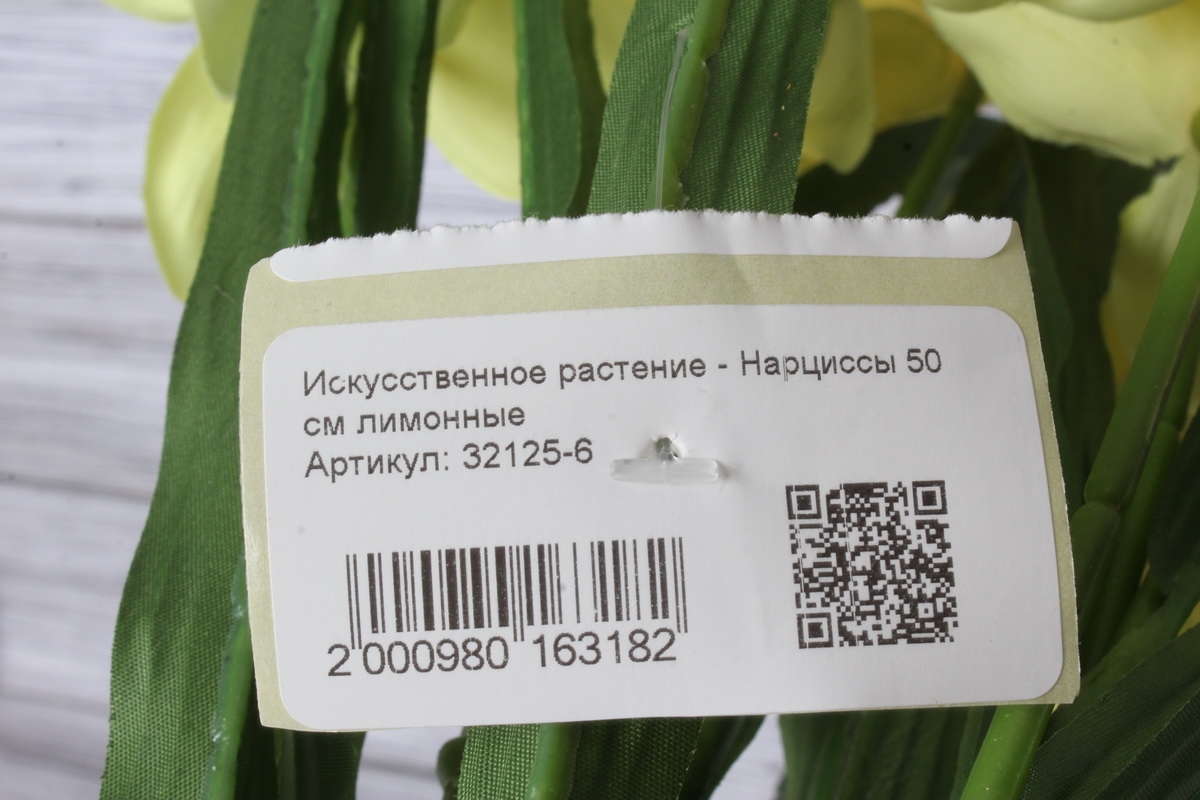 Искусственное растение - Нарциссы 50
см лимонные
Артикул: 32125-6
2 000980 163182